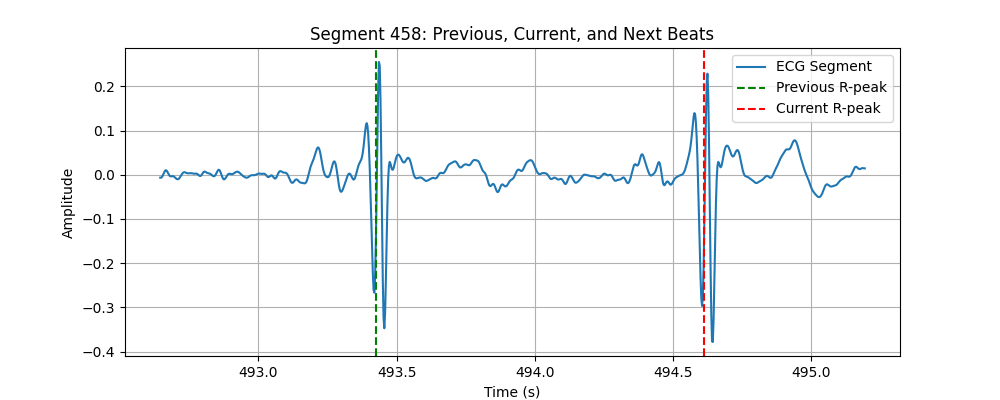 Segment 458: Previous, Current, and Next Beats
ECG Segment
Previous R-peak
Current R-peak
Amplitude
0.2
0.1
0.0
−0.1
−0.2
−0.3
−0.4
493.0 493.5 494.0 494.5 495.0
Time (s)